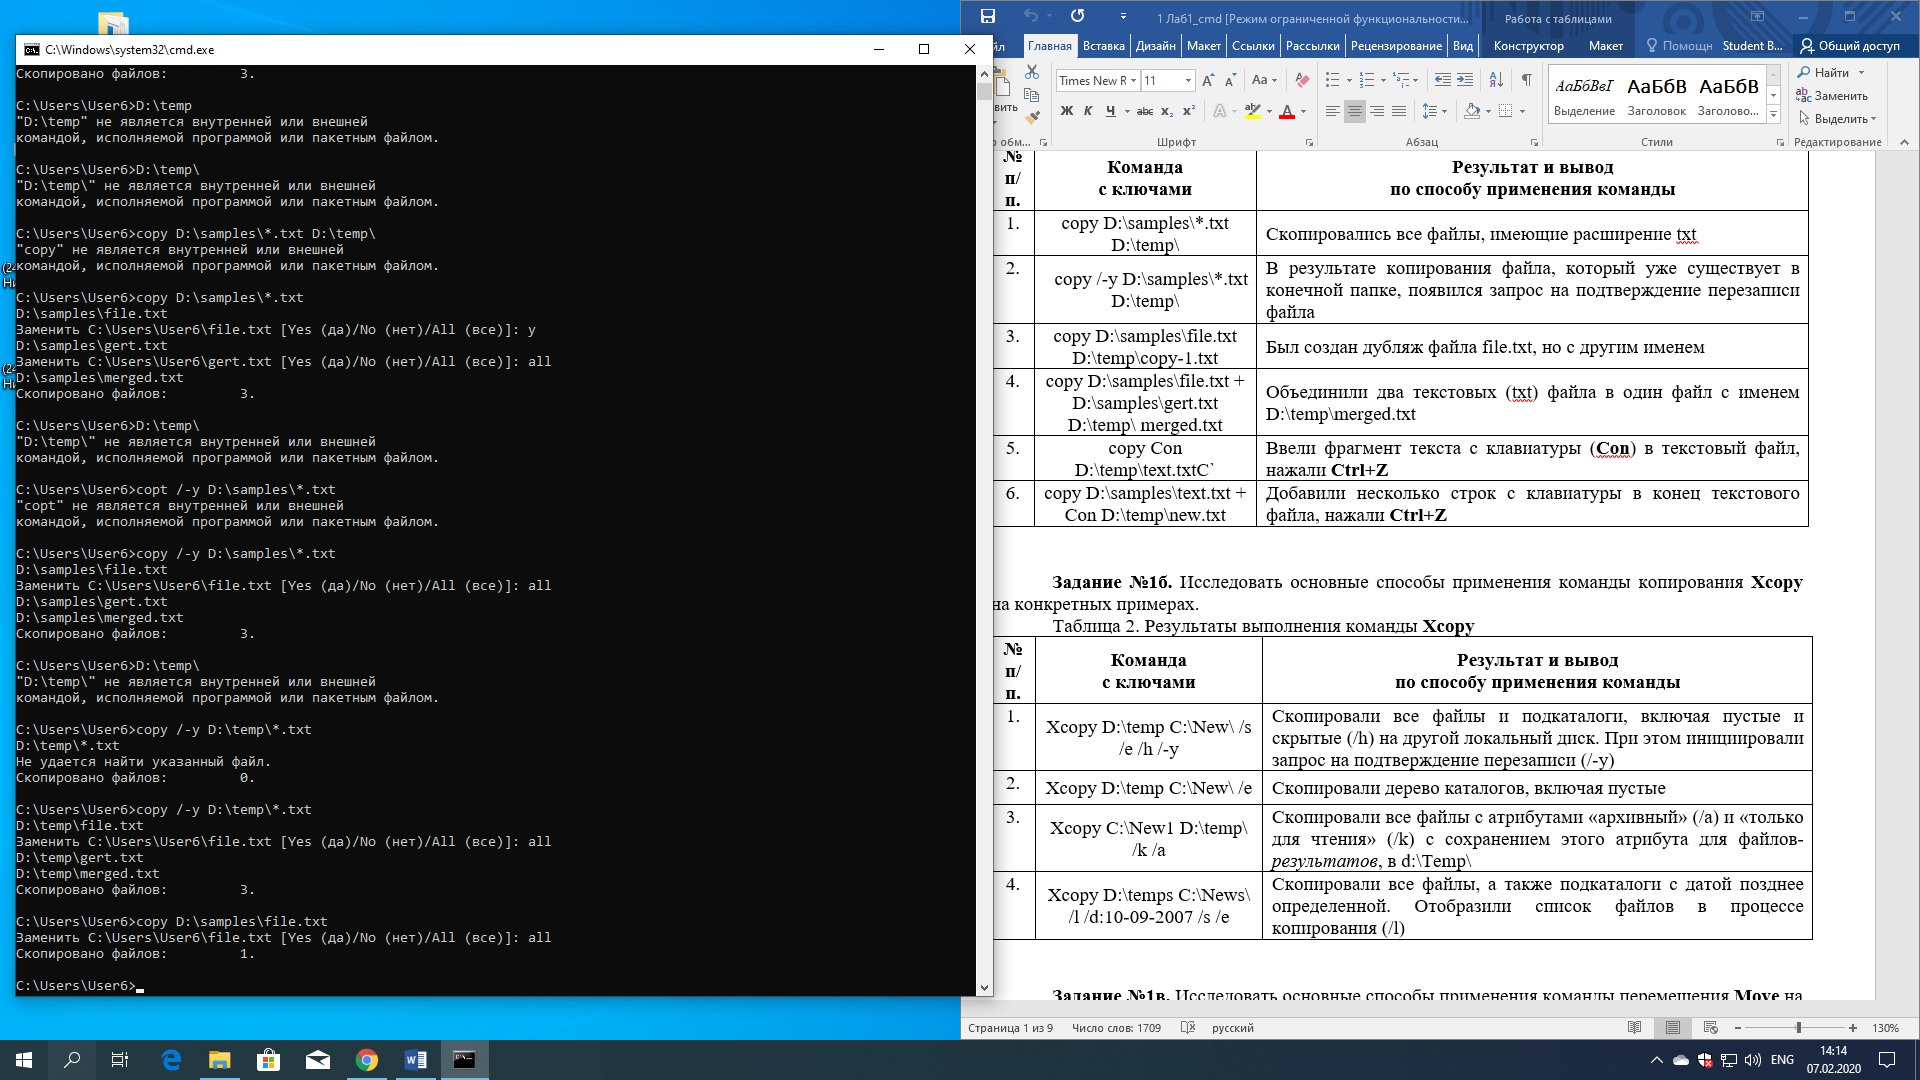 C:\Windows\system32\cmd.exe
Скопировано файлов:         3.
C:\Users\User6>D:\temp
"D:\temp" не является внутренней или внешней
командой, исполняемой программой или пакетным файлом.
C:\Users\User6>D:\temp\
"D:\temp\" не является внутренней или внешней
командой, исполняемой программой или пакетным файлом.
C:\Users\User6>copy D:\samples\*.txt D:\temp\
"copy" не является внутренней или внешней
командой, исполняемой программой или пакетным файлом.
C:\Users\User6>copy D:\samples\*.txt
D:\samples\file.txt
Заменить C:\Users\User6\file.txt [Yes (да)/No (нет)/All (все)]: y
D:\samples\gert.txt
Заменить C:\Users\User6\gert.txt [Yes (да)/No (нет)/All (все)]: all
D:\samples\merged.txt
Скопировано файлов:         3.
C:\Users\User6>D:\temp\
"D:\temp\" не является внутренней или внешней
командой, исполняемой программой или пакетным файлом.
C:\Users\User6>copt /-y D:\samples\*.txt
"copt" не является внутренней или внешней
командой, исполняемой программой или пакетным файлом.
C:\Users\User6>copy /-y D:\samples\*.txt
D:\samples\file.txt
Заменить C:\Users\User6\file.txt [Yes (да)/No (нет)/All (все)]: all
D:\samples\gert.txt
D:\samples\merged.txt
Скопировано файлов:         3.
C:\Users\User6>D:\temp\
"D:\temp\" не является внутренней или внешней
командой, исполняемой программой или пакетным файлом.
C:\Users\User6>copy /-y D:\temp\*.txt
D:\temp\*.txt
Не удается найти указанный файл.
Скопировано файлов:         0.
C:\Users\User6>copy /-y D:\temp\*.txt
D:\temp\file.txt
Заменить C:\Users\User6\file.txt [Yes (да)/No (нет)/All (все)]: all
D:\temp\gert.txt
D:\temp\merged.txt
Скопировано файлов:         3.
C:\Users\User6>copy D:\samples\file.txt
Заменить C:\Users\User6\file.txt [Yes (да)/No (нет)/All (все)]: all
Скопировано файлов:         1.
C:\Users\User6>
1 Лаб1_cmd [Режим ограниченной функциональности...
Работа с таблицами
Главная Вставка Дизайн Макет Ссылки Рассылки Рецензирование Вид Конструктор Макет Помощн Student B... Общий доступ
Times New R 11 Aa
Ж К Ч abc x₂ x²
АаБбВвІ АаБбВ АаБбВ
Выделение Заголовок Заголово...
Найти
Заменить
Выделить
Шрифт Абзац Стили Редактирование
№ п/п.
Команда с ключами
Результат и вывод по способу применения команды
1.
copy D:\samples\*.txt
D:\temp\
Скопировались все файлы, имеющие расширение txt
2.
copy /-y D:\samples\*.txt
D:\temp\
В результате копирования файла, который уже существует в
конечной папке, появился запрос на подтверждение перезаписи
файла
3.
copy D:\samples\file.txt
D:\temp\copy-1.txt
Был создан дубляж файла file.txt, но с другим именем
4.
copy D:\samples\file.txt +
D:\samples\gert.txt
D:\temp\ merged.txt
Объединили два текстовых (txt) файла в один файл с именем
D:\temp\merged.txt
5.
copy Con
D:\temp\text.txtC`
Ввели фрагмент текста с клавиатуры (Con) в текстовый файл,
нажали Ctrl+Z
6.
copy D:\samples\text.txt +
Con D:\temp\new.txt
Добавили несколько строк с клавиатуры в конец текстового
файла, нажали Ctrl+Z
Задание №1б. Исследовать основные способы применения команды копирования Xcopy
на конкретных примерах.
Таблица 2. Результаты выполнения команды Xcopy
№ п/п.
Команда с ключами
Результат и вывод по способу применения команды
1.
Xcopy D:\temp C:\New\ /s
/e /h /-y
Скопировали все файлы и подкаталоги, включая пустые и
скрытые (/h) на другой локальный диск. При этом инициировали
запрос на подтверждение перезаписи (/-y)
2.
Xcopy D:\temp C:\New\ /e
Скопировали дерево каталогов, включая пустые
3.
Xcopy C:\New1 D:\temp\
/k /a
Скопировали все файлы с атрибутами «архивный» (/a) и «только
для чтения» (/k) с сохранением этого атрибута для файлов-
результатов, в d:\Temp\
4.
Xcopy D:\temps C:\News\
/l /d:10-09-2007 /s /e
Скопировали все файлы, а также подкаталоги с датой позднее
определенной. Отобразили список файлов в процессе
копирования (/l)
Задание №1в. Исследовать основные способы применения команды перемещения Move на
Страница 1 из 9 Число слов: 1709 русский 130%
ENG
14:14
07.02.2020